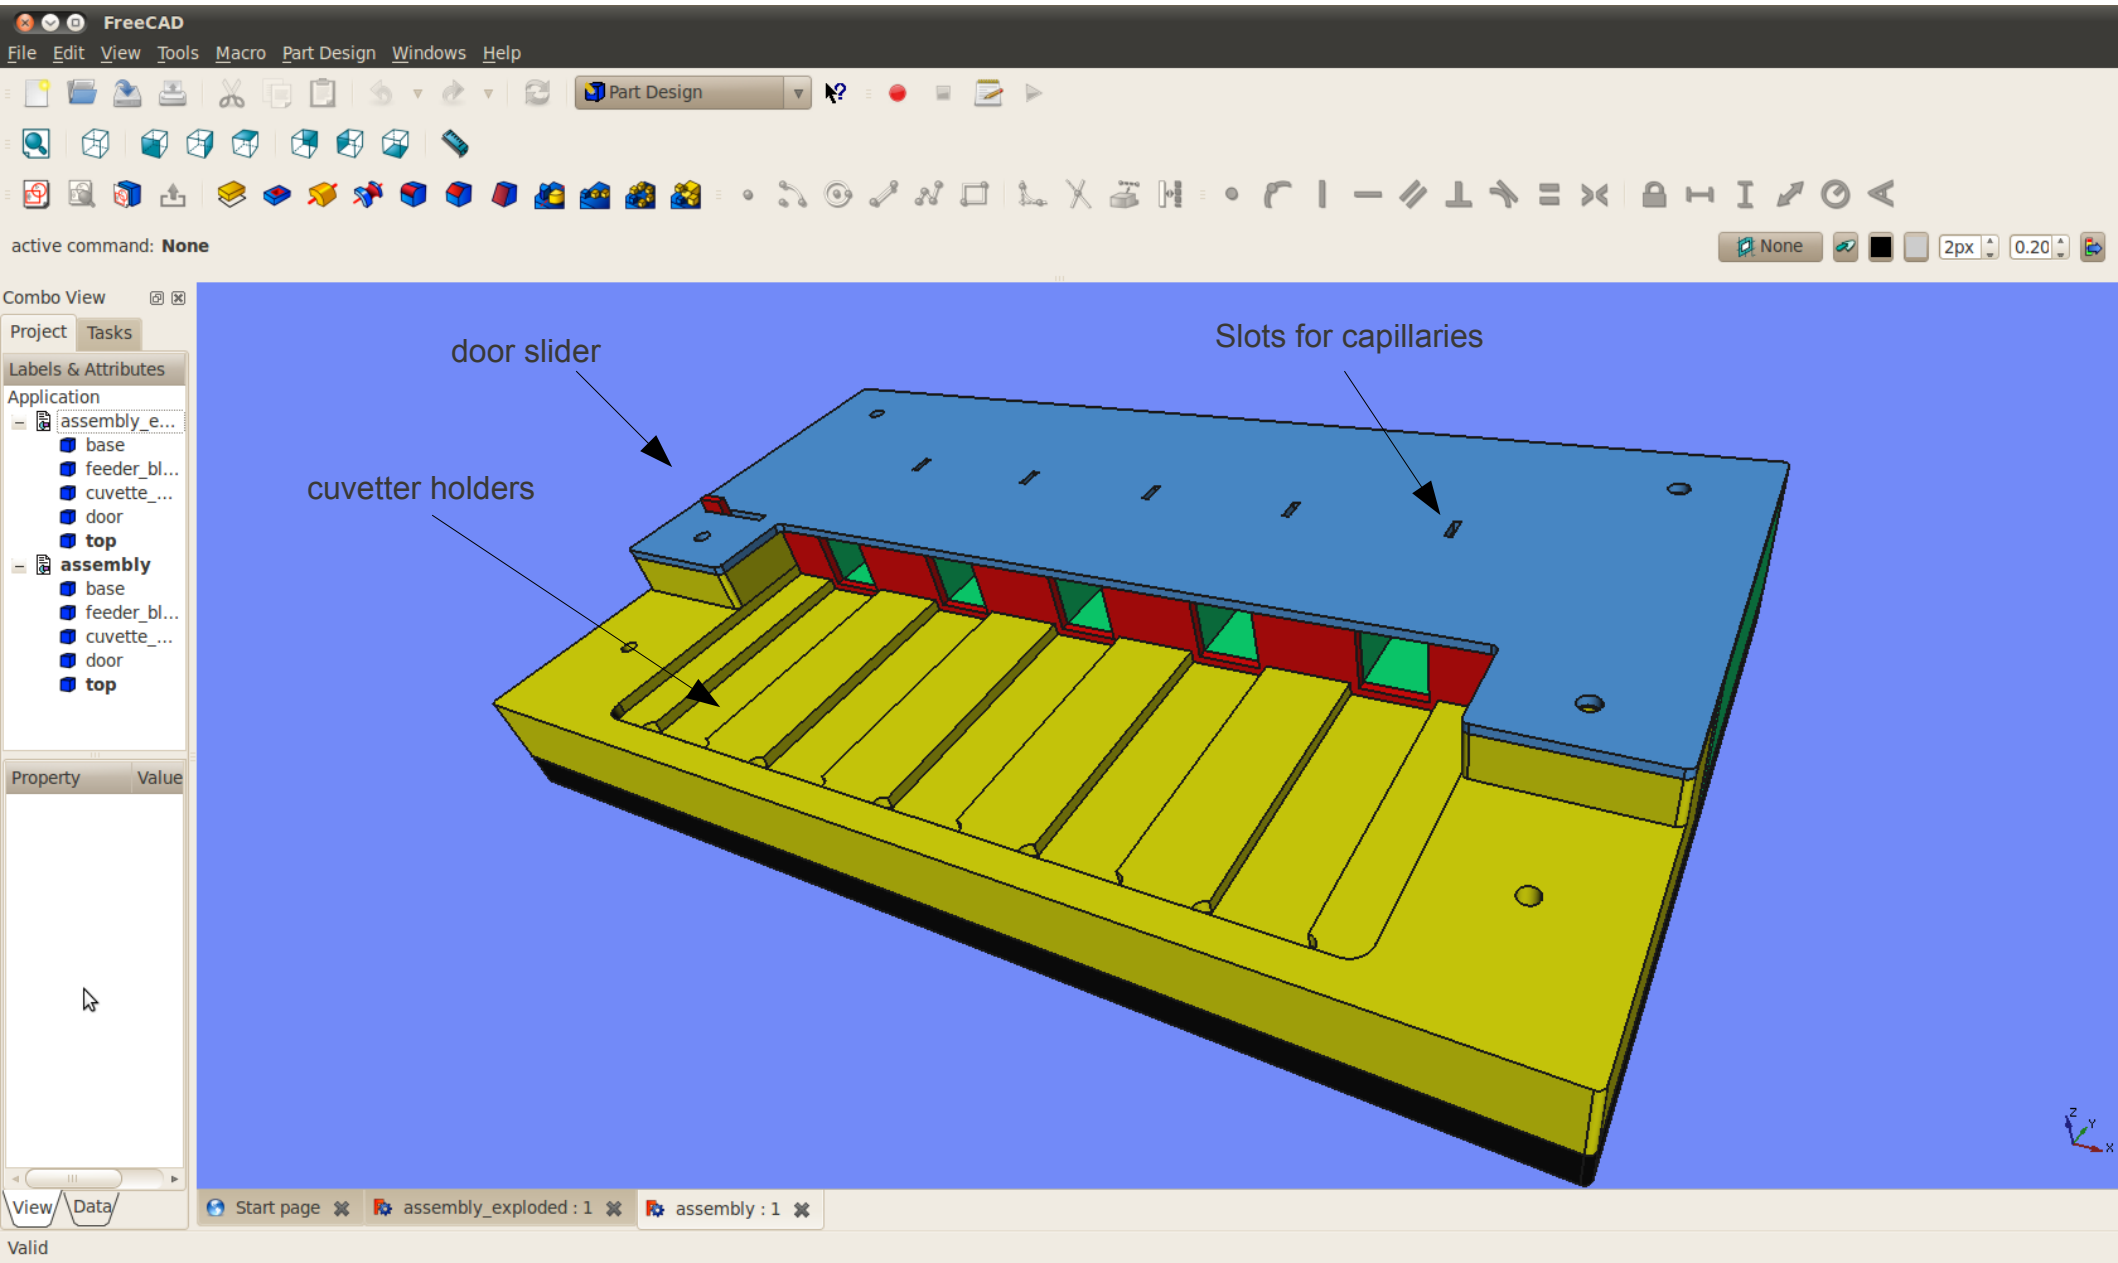 FreeCAD
File Edit View Tools Macro Part Design Windows Help
Part Design
active command: None
None 2px 0.20
Combo View
Project Tasks
Labels & Attributes
Application
assembly_e...
base
feeder_bl...
cuvette_...
door
top
assembly
base
feeder_bl...
cuvette_...
door
top
Property Value
View Data
door slider
Slots for capillaries
cuvetter holders
Z
Y
X
Start page assembly_exploded : 1 assembly : 1
Valid